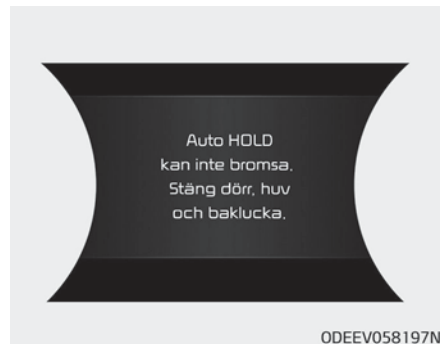 Auto HOLD
kan inte bromsa.
Stäng dörr, huv
och baklucka.
ODEEV058197N